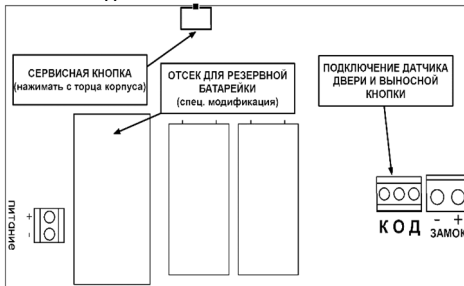 СЕРВИСНАЯ КНОПКА
(нажимать с торца корпуса)
ОТСЕК ДЛЯ РЕЗЕРВНОЙ
БАТАРЕЙКИ
(спец. модификация)
ПОДКЛЮЧЕНИЕ ДАТЧИКА
ДВЕРИ И ВЫНОСНОЙ
КНОПКИ
питание
+
-
К О Д
- +
ЗАМОК